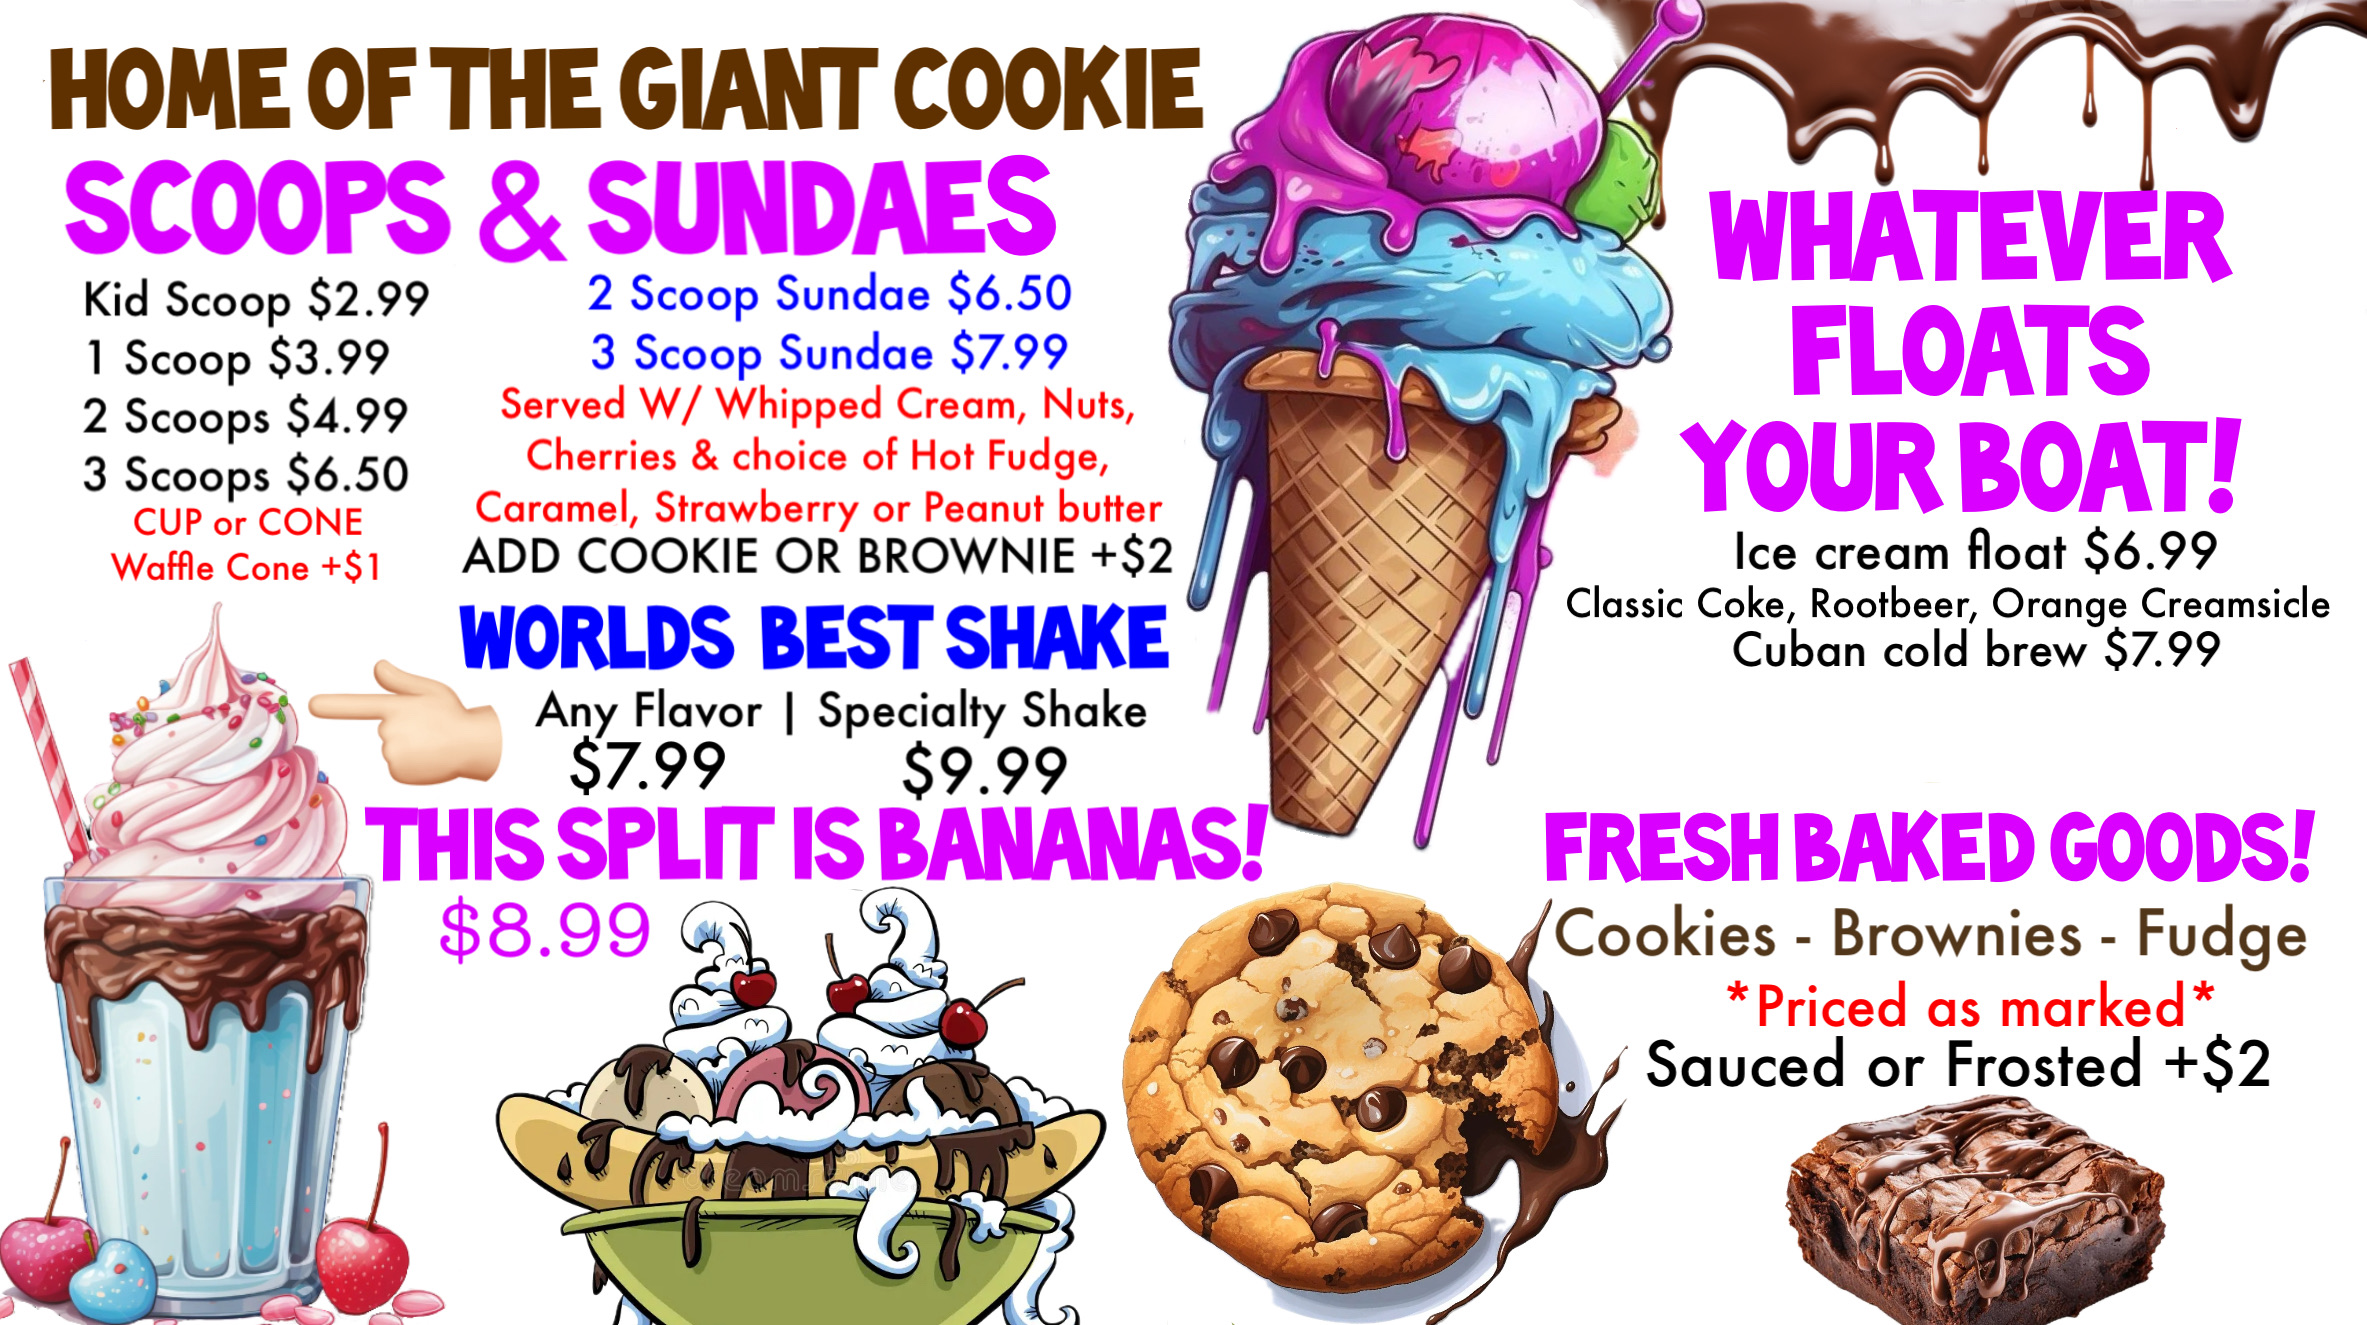 HOME OF THE GIANT COOKIE
SCOOPS & SUNDAES
Kid Scoop $2.99
1 Scoop $3.99
2 Scoops $4.99
3 Scoops $6.50
CUP or CONE
Waffle Cone +$1
2 Scoop Sundae $6.50
3 Scoop Sundae $7.99
Served W/ Whipped Cream, Nuts,
Cherries & choice of Hot Fudge,
Caramel, Strawberry or Peanut butter
ADD COOKIE OR BROWNIE +$2
WORLDS BEST SHAKE
Any Flavor | Specialty Shake
$7.99 $9.99
THIS SPLIT IS BANANAS!
$8.99
WHATEVER
FLOATS
YOUR BOAT!
Ice cream float $6.99
Classic Coke, Rootbeer, Orange Creamsicle
Cuban cold brew $7.99
FRESH BAKED GOODS!
Cookies - Brownies - Fudge
*Priced as marked*
Sauced or Frosted +$2